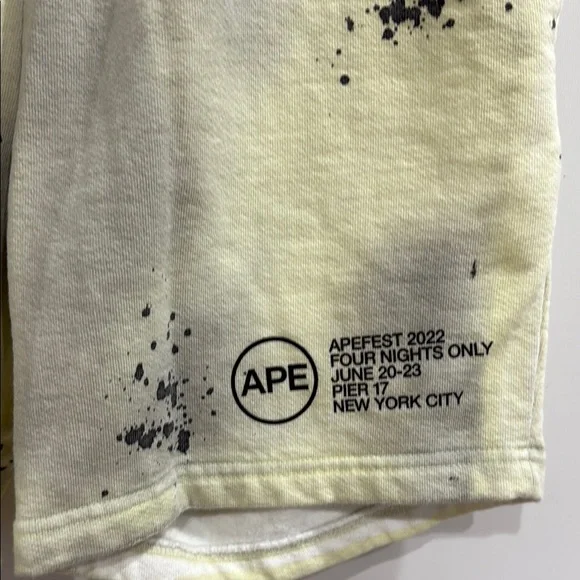 APE
APEFEST 2022
FOUR NIGHTS ONLY
JUNE 20-23
PIER 17
NEW YORK CITY